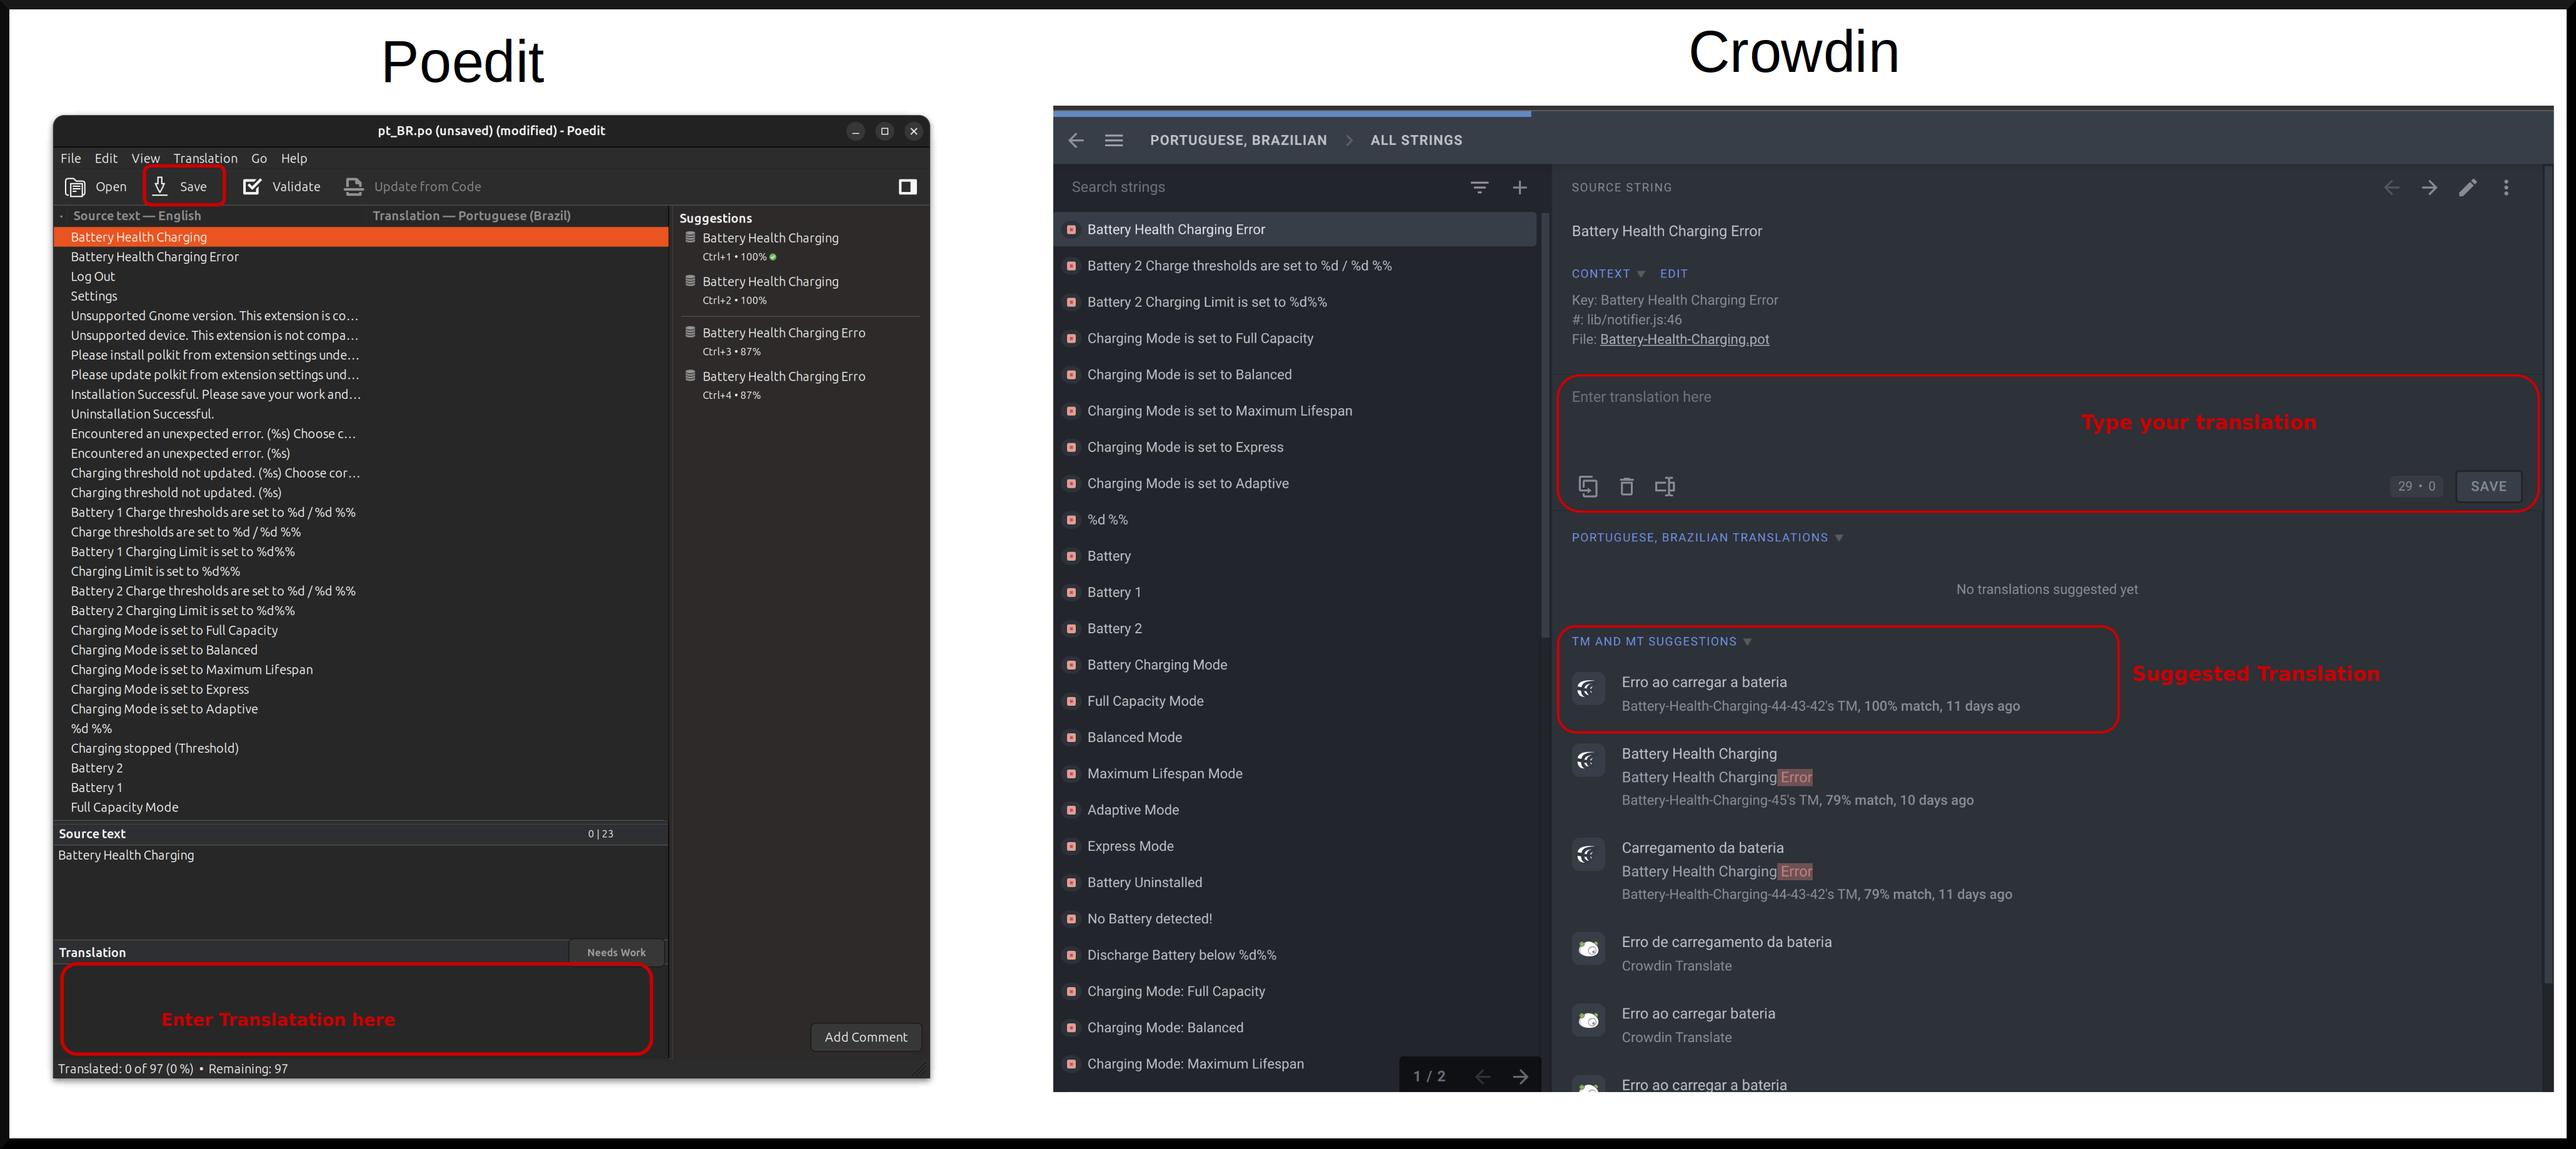 Poedit
pt_BR.po (unsaved) (modified) - Poedit
File Edit View Translation Go Help
Open Save Validate Update from Code
Source text — English Translation — Portuguese (Brazil)
Battery Health Charging
Battery Health Charging Error
Log Out
Settings
Unsupported Gnome version. This extension is co…
Unsupported device. This extension is not compa…
Please install polkit from extension settings unde…
Please update polkit from extension settings und…
Installation Successful. Please save your work and…
Uninstallation Successful.
Encountered an unexpected error. (%s) Choose c…
Encountered an unexpected error. (%s)
Charging threshold not updated. (%s) Choose cor…
Charging threshold not updated. (%s)
Battery 1 Charge thresholds are set to %d / %d %%
Charge thresholds are set to %d / %d %%
Battery 1 Charging Limit is set to %d%%
Charging Limit is set to %d%%
Battery 2 Charge thresholds are set to %d / %d %%
Battery 2 Charging Limit is set to %d%%
Charging Mode is set to Full Capacity
Charging Mode is set to Balanced
Charging Mode is set to Maximum Lifespan
Charging Mode is set to Express
Charging Mode is set to Adaptive
%d %%
Charging stopped (Threshold)
Battery 2
Battery 1
Full Capacity Mode
Source text 0 | 23
Battery Health Charging
Translation Needs Work
Enter Translatation here
Translated: 0 of 97 (0 %) • Remaining: 97
Suggestions
Battery Health Charging
Ctrl+1 • 100%
Battery Health Charging
Ctrl+2 • 100%
Battery Health Charging Erro
Ctrl+3 • 87%
Battery Health Charging Erro
Ctrl+4 • 87%
Add Comment
Crowdin
PORTUGUESE, BRAZILIAN > ALL STRINGS
Search strings
Battery Health Charging Error
Battery 2 Charge thresholds are set to %d / %d %%
Battery 2 Charging Limit is set to %d%%
Charging Mode is set to Full Capacity
Charging Mode is set to Balanced
Charging Mode is set to Maximum Lifespan
Charging Mode is set to Express
Charging Mode is set to Adaptive
%d %%
Battery
Battery 1
Battery 2
Battery Charging Mode
Full Capacity Mode
Balanced Mode
Maximum Lifespan Mode
Adaptive Mode
Express Mode
Battery Uninstalled
No Battery detected!
Discharge Battery below %d%%
Charging Mode: Full Capacity
Charging Mode: Balanced
Charging Mode: Maximum Lifespan
1 / 2
SOURCE STRING
Battery Health Charging Error
CONTEXT EDIT
Key: Battery Health Charging Error
#: lib/notifier.js:46
File: Battery-Health-Charging.pot
Enter translation here
Type your translation
29 • 0 SAVE
PORTUGUESE, BRAZILIAN TRANSLATIONS
No translations suggested yet
TM AND MT SUGGESTIONS
Suggested Translation
Erro ao carregar a bateria
Battery-Health-Charging-44-43-42's TM, 100% match, 11 days ago
Battery Health Charging
Battery Health Charging Error
Battery-Health-Charging-45's TM, 79% match, 10 days ago
Carregamento da bateria
Battery Health Charging Error
Battery-Health-Charging-44-43-42's TM, 79% match, 11 days ago
Erro de carregamento da bateria
Crowdin Translate
Erro ao carregar bateria
Crowdin Translate
Erro ao carregar a bateria